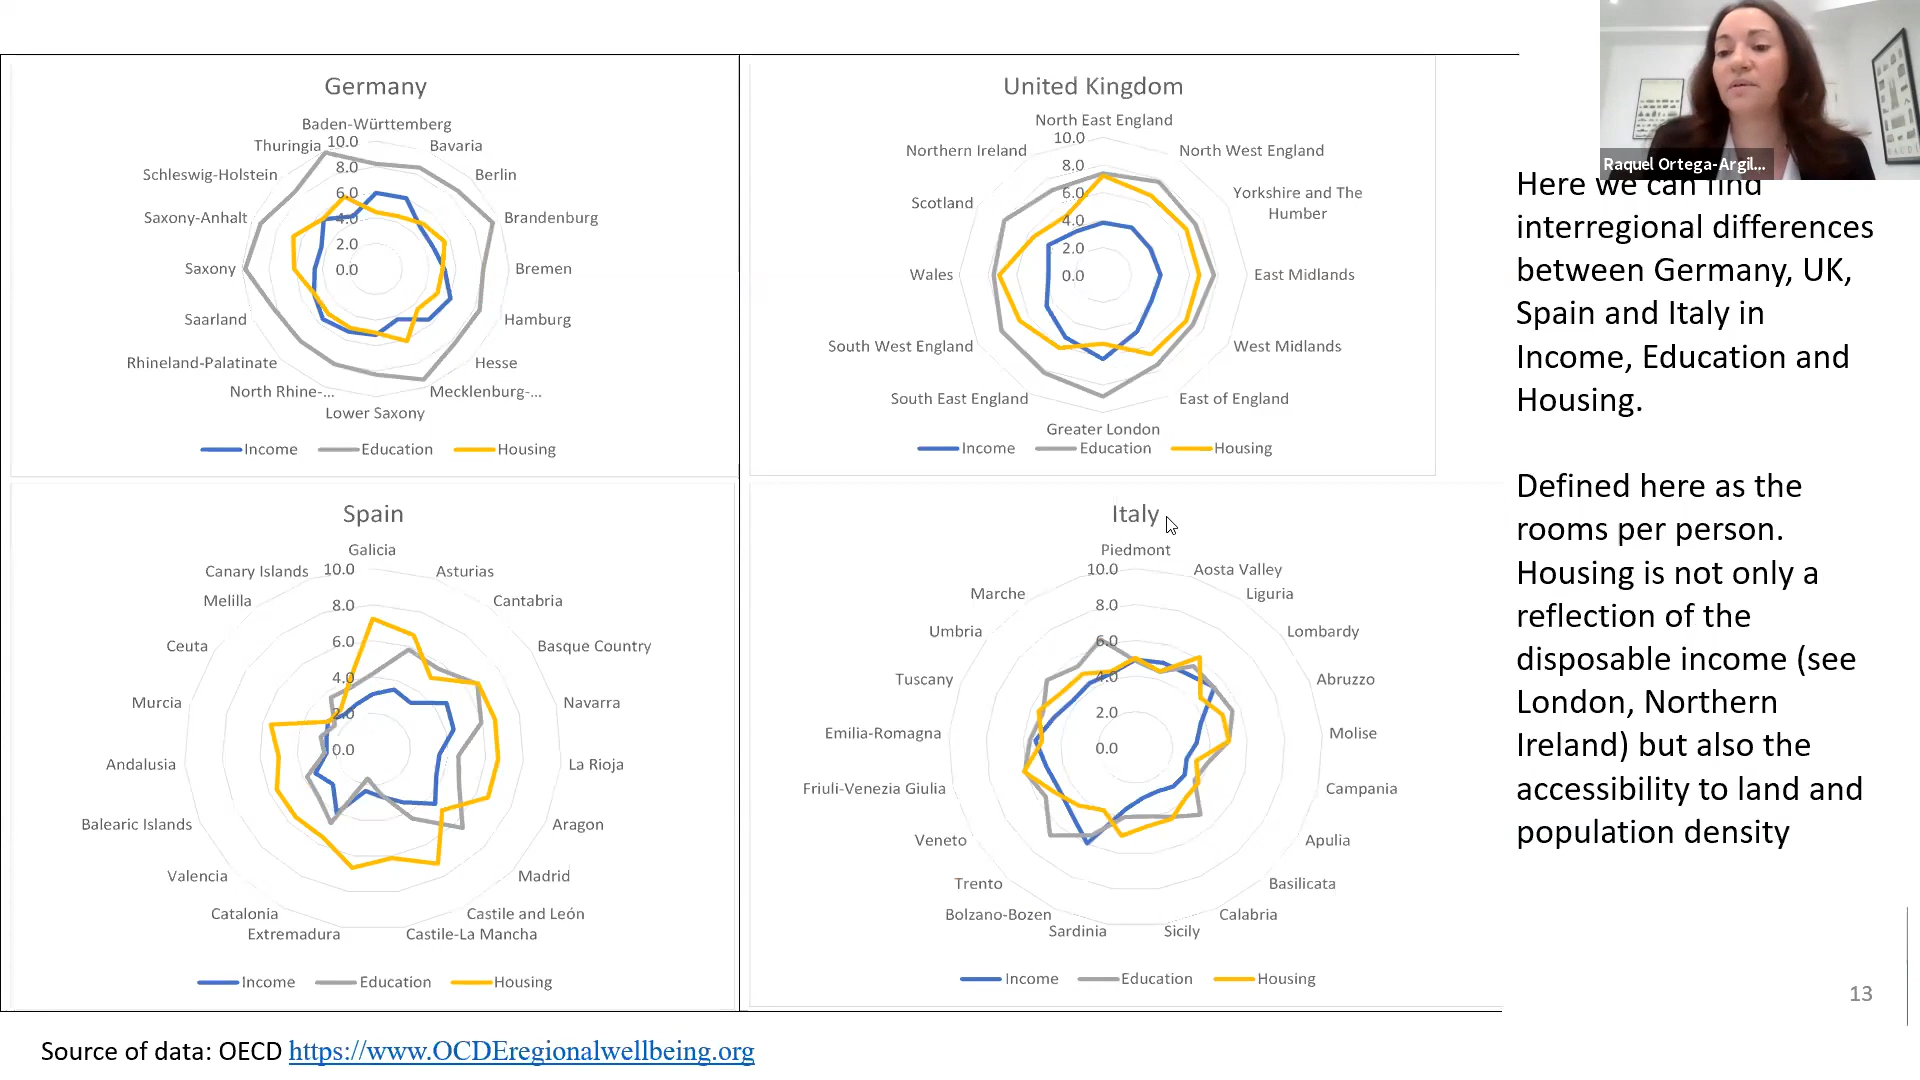 Germany
Baden-Württemberg
Thuringia
10.0
Bavaria
Schleswig-Holstein
8.0
Berlin
6.0
Saxony-Anhalt
4.0
Brandenburg
2.0
Saxony
0.0
Bremen
Saarland
Hamburg
Rhineland-Palatinate
Hesse
North Rhine-...
Mecklenburg-...
Lower Saxony
Income
Education
Housing
United Kingdom
North East England
10.0
Northern Ireland
North West England
8.0
Scotland
6.0
Yorkshire and The
Humber
4.0
2.0
Wales
0.0
East Midlands
South West England
West Midlands
South East England
East of England
Greater London
Income
Education
Housing
Spain
Galicia
Canary Islands
10.0
Asturias
Melilla
8.0
Cantabria
Ceuta
6.0
Basque Country
4.0
Murcia
2.0
Navarra
0.0
Andalusia
La Rioja
Balearic Islands
Aragon
Valencia
Madrid
Catalonia
Castile and León
Extremadura
Castile-La Mancha
Income
Education
Housing
Italy
Piedmont
10.0
Aosta Valley
Marche
8.0
Liguria
Umbria
6.0
Lombardy
Tuscany
4.0
Abruzzo
2.0
Emilia-Romagna
0.0
Molise
Friuli-Venezia Giulia
Campania
Veneto
Apulia
Trento
Basilicata
Bolzano-Bozen
Calabria
Sardinia
Sicily
Income
Education
Housing
Raquel Ortega-Argil...
Here we can find
interregional differences
between Germany, UK,
Spain and Italy in
Income, Education and
Housing.
Defined here as the
rooms per person.
Housing is not only a
reflection of the
disposable income (see
London, Northern
Ireland) but also the
accessibility to land and
population density
13
Source of data: OECD https://www.OCDEregionalwellbeing.org